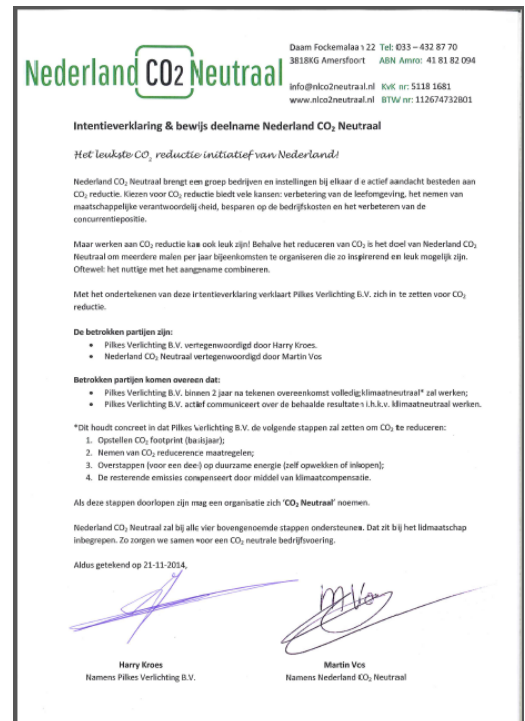 Nederland CO2 Neutraal
Daam Fockemalaan 22 Tel: 033 – 432 87 70
3818KG Amersfoort ABN Amro: 41 81 82 094
info@nlco2neutraal.nl KvK nr: 5118 1681
www.nlco2neutraal.nl BTW nr: 112674732B01
Intentieverklaring & bewijs deelname Nederland CO₂ Neutraal
Het leukste CO₂ reductie initiatief van Nederland!
Nederland CO₂ Neutraal brengt een groep bedrijven en instellingen bij elkaar die actief aandacht besteden aan
CO₂ reductie. Kiezen voor CO₂ reductie biedt vele kansen: verbetering van de leefomgeving, het nemen van
maatschappelijke verantwoordelijkheid, besparen op de bedrijfskosten en het verbeteren van de
concurrentiepositie.
Maar werken aan CO₂ reductie kan ook leuk zijn! Behalve het reduceren van CO₂ is het doel van Nederland CO₂
Neutraal om meerdere malen per jaar bijeenkomsten te organiseren die zo inspirerend en leuk mogelijk zijn.
Oftewel: het nuttige met het aangename combineren.
Met het ondertekenen van deze intentieverklaring verklaart Pilkes Verlichting B.V. zich in te zetten voor CO₂
reductie.
De betrokken partijen zijn:
• Pilkes Verlichting B.V. vertegenwoordigd door Harry Kroes.
• Nederland CO₂ Neutraal vertegenwoordigd door Martin Vos
Betrokken partijen komen overeen dat:
• Pilkes Verlichting B.V. binnen 2 jaar na tekenen overeenkomst volledig klimaatneutraal* zal werken;
• Pilkes Verlichting B.V. actief communiceert over de behaalde resultaten i.h.k.v. klimaatneutraal werken.
*Dit houdt concreet in dat Pilkes Verlichting B.V. de volgende stappen zal zetten om CO₂ te reduceren:
1. Opstellen CO₂ footprint (basisjaar);
2. Nemen van CO₂ reducerence maatregelen;
3. Overstappen (voor een deel) op duurzame energie (zelf opwekken of inkopen);
4. De resterende emissies compenseert door middel van klimaatcompensatie.
Als deze stappen doorlopen zijn mag een organisatie zich 'CO₂ Neutraal' noemen.
Nederland CO₂ Neutraal zal bij alle vier bovengenoemde stappen ondersteunen. Dat zit bij het lidmaatschap
inbegrepen. Zo zorgen we samen voor een CO₂ neutrale bedrijfsvoering.
Aldus getekend op 21-11-2014,
M Vos
Harry Kroes Martin Vos
Namens Pilkes Verlichting B.V. Namens Nederland CO₂ Neutraal